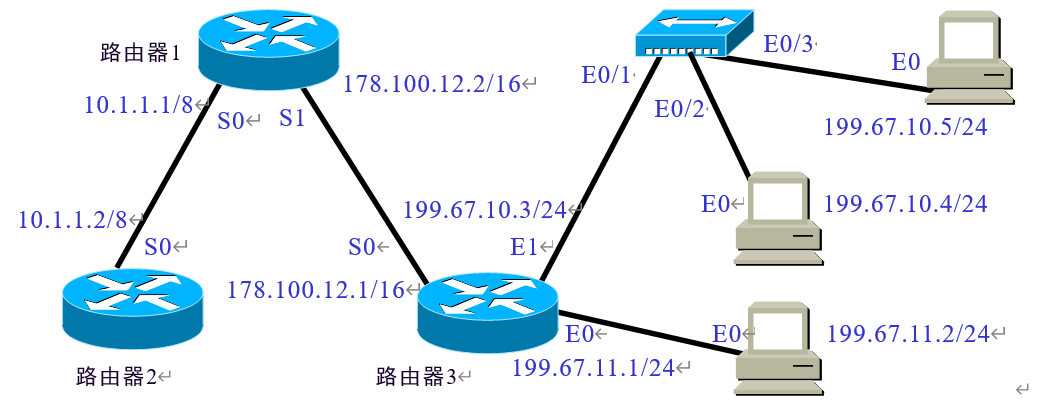 路由器1
10.1.1.1/8
S0
S1
178.100.12.2/16
10.1.1.2/8
S0
路由器2
S0
178.100.12.1/16
路由器3
199.67.10.3/24
E1
E0
199.67.11.1/24
E0/1
E0/2
E0/3
E0
199.67.10.5/24
E0
199.67.10.4/24
E0
199.67.11.2/24